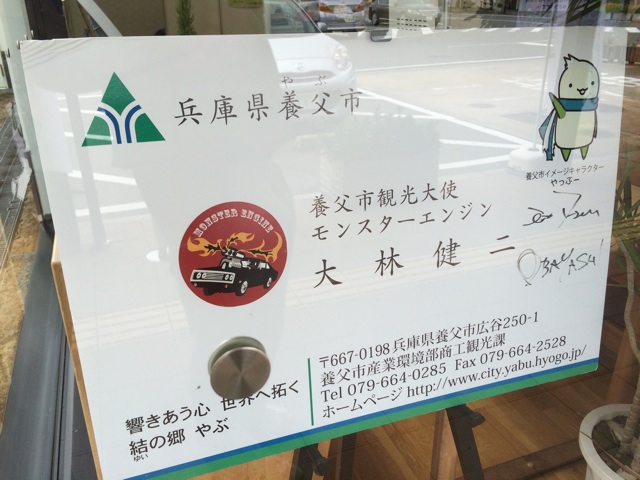 やぶ
兵庫県養父市
養父市イメージキャラクター
やっぷー
MONSTER ENGINE
養父市観光大使
モンスターエンジン
大林健二
OBAYASHI
〒667-0198兵庫県養父市広谷250-1
養父市産業環境部商工観光課
Tel 079-664-0285 Fax 079-664-2528
ホームページ http://www.city.yabu.hyogo.jp/
響きあう心 世界へ拓く
結の郷 やぶ
ゆい